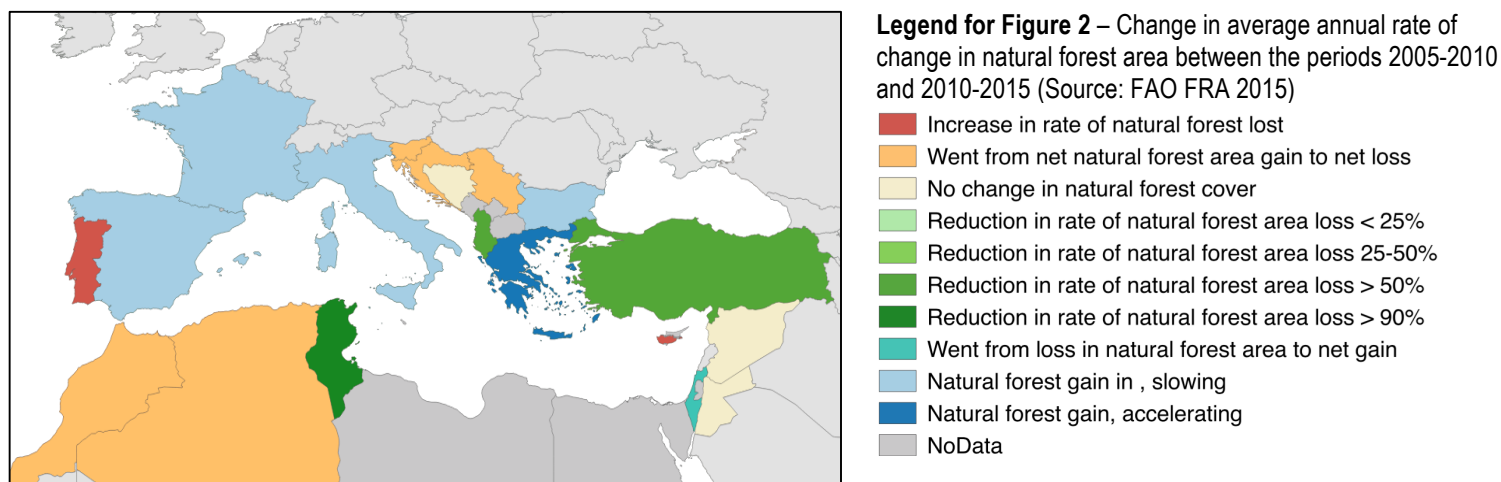 Legend for Figure 2 – Change in average annual rate of
change in natural forest area between the periods 2005-2010
and 2010-2015 (Source: FAO FRA 2015)
Increase in rate of natural forest lost
Went from net natural forest area gain to net loss
No change in natural forest cover
Reduction in rate of natural forest area loss < 25%
Reduction in rate of natural forest area loss 25-50%
Reduction in rate of natural forest area loss > 50%
Reduction in rate of natural forest area loss > 90%
Went from loss in natural forest area to net gain
Natural forest gain in , slowing
Natural forest gain, accelerating
NoData